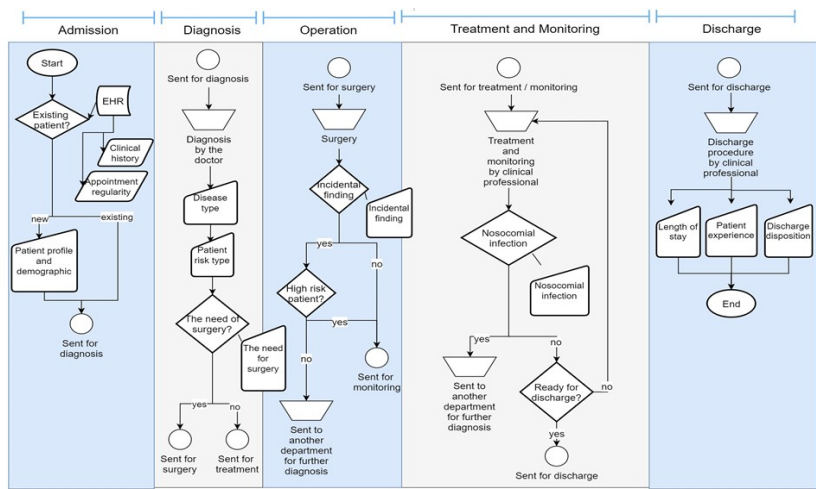 Admission
Diagnosis
Operation
Treatment and Monitoring
Discharge
Start
Existing
patient?
EHR
Clinical
history
Appointment
regularity
new
existing
Patient profile
and
demographic
Sent for
diagnosis
Sent for diagnosis
Diagnosis
by the
doctor
Disease
type
Patient
risk type
The need of
surgery?
The need
for
surgery
yes
no
Sent for
surgery
Sent for
treatment
Sent for surgery
Surgery
Incidental
finding
Incidental
finding
yes
no
High risk
patient?
yes
no
Sent for
monitoring
Sent to
another
department
for further
diagnosis
Sent for treatment / monitoring
Treatment
and
monitoring
by clinical
professional
Nosocomial
infection
Nosocomial
infection
yes
no
Sent to
another
department
for further
diagnosis
Ready for
discharge?
no
yes
Sent for discharge
Sent for discharge
Discharge
procedure
by clinical
professional
Length of
stay
Patient
experience
Discharge
disposition
End